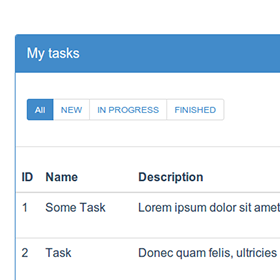 My tasks
All NEW IN PROGRESS FINISHED
ID Name Description
1 Some Task Lorem ipsum dolor sit amet
2 Task Donec quam felis, ultricies